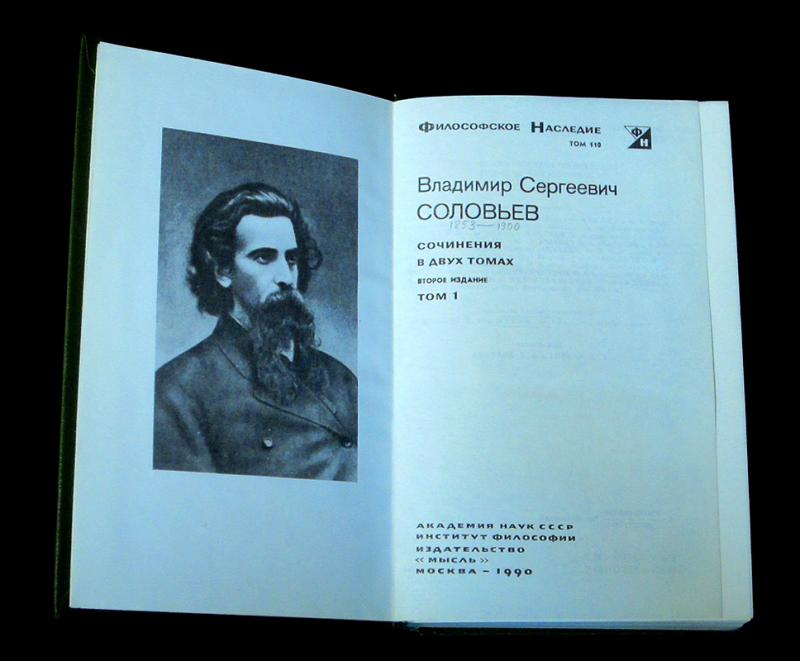 Философское Наследие
ТОМ 110
Ф
Н
Владимир Сергеевич
СОЛОВЬЕВ
1853—1900
СОЧИНЕНИЯ
В ДВУХ ТОМАХ
ВТОРОЕ ИЗДАНИЕ
ТОМ 1
АКАДЕМИЯ НАУК СССР
ИНСТИТУТ ФИЛОСОФИИ
ИЗДАТЕЛЬСТВО
«МЫСЛЬ»
МОСКВА – 1990